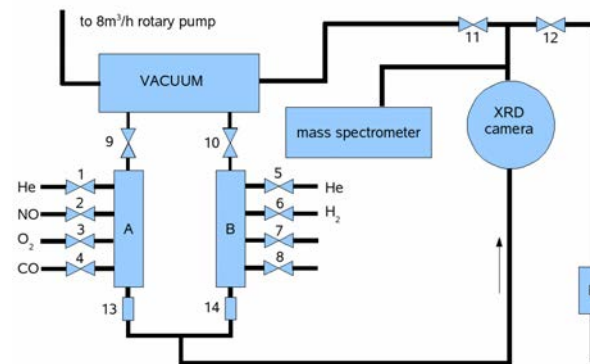 to 8m³/h rotary pump
11
12
VACUUM
XRD
camera
mass spectrometer
9
10
He
1
5
He
NO
2
6
H₂
O₂
3
A
B
7
CO
4
8
13
14